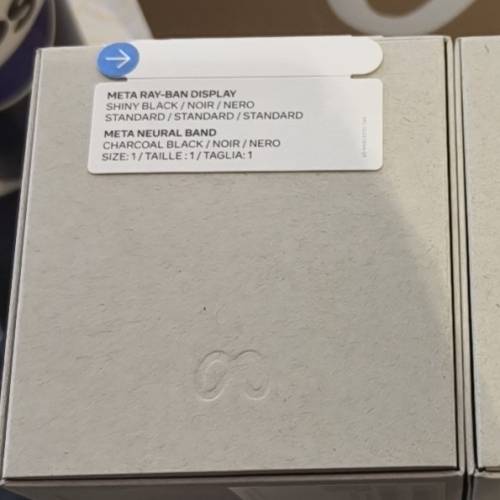 META RAY-BAN DISPLAY
SHINY BLACK / NOIR / NERO
STANDARD / STANDARD / STANDARD
META NEURAL BAND
CHARCOAL BLACK / NOIR / NERO
SIZE: 1 / TAILLE : 1 / TAGLIA: 1